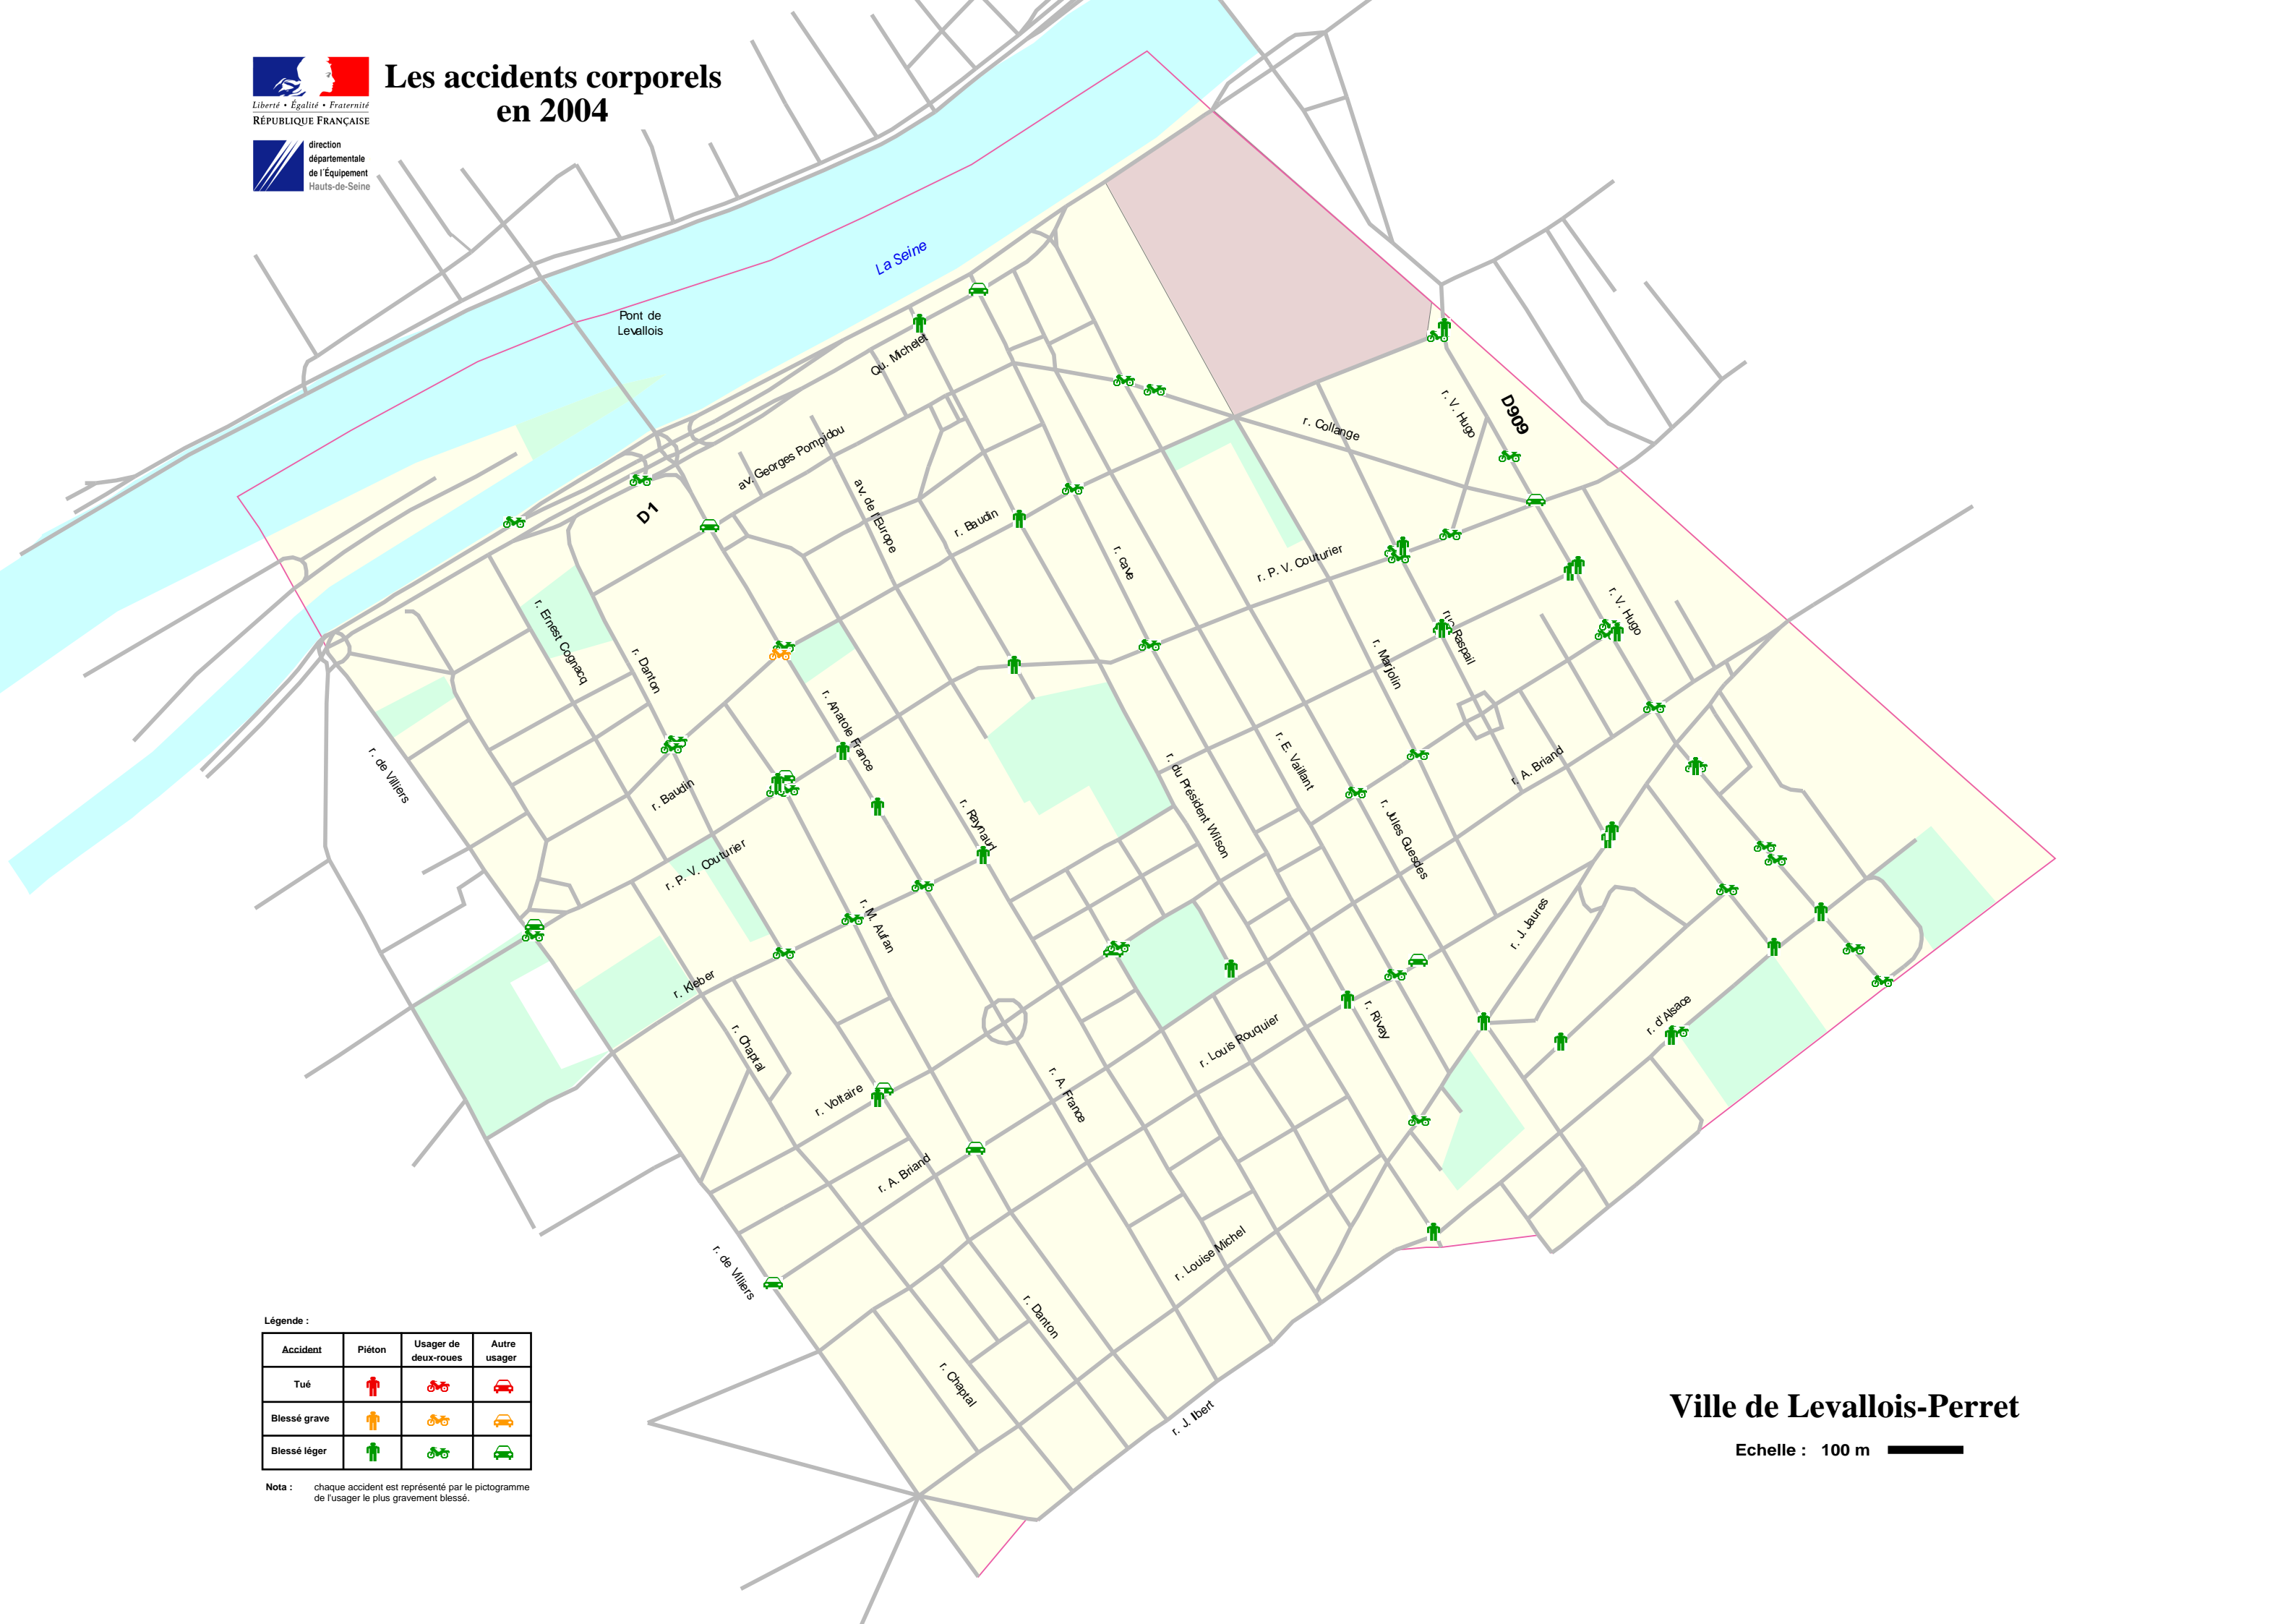 Liberté • Égalité • Fraternité
RÉPUBLIQUE FRANÇAISE
Les accidents corporels
en 2004
direction
départementale
de l'Équipement
Hauts-de-Seine
La Seine
Pont de
Levallois
Qu. Michelet
r. V. Hugo
D909
r. Collange
av. Georges Pompidou
av. de l'Europe
D1
r. Baudin
r. cave
r. P. V. Couturier
r. Ernest Cognacq
r. Danton
r. V. Hugo
rue Raspail
r. Marjolin
r. Anatole France
r. de Villiers
r. Baudin
r. E. Vaillant
r. A. Briand
r. du Président Wilson
r. Raynaud
r. Jules Guesdes
r. P. V. Couturier
r. M. Aufan
r. J. Jaures
r. Kleber
r. Chaptal
r. Rivay
r. d'Alsace
r. Louis Rouquier
r. Voltaire
r. A. France
r. A. Briand
r. de Villiers
r. Louise Michel
r. Danton
r. Chaptal
r. J. Ibert
Légende :
Accident Piéton Usager de deux-roues Autre usager
Tué
Blessé grave
Blessé léger
Nota : chaque accident est représenté par le pictogramme
de l'usager le plus gravement blessé.
Ville de Levallois-Perret
Echelle : 100 m